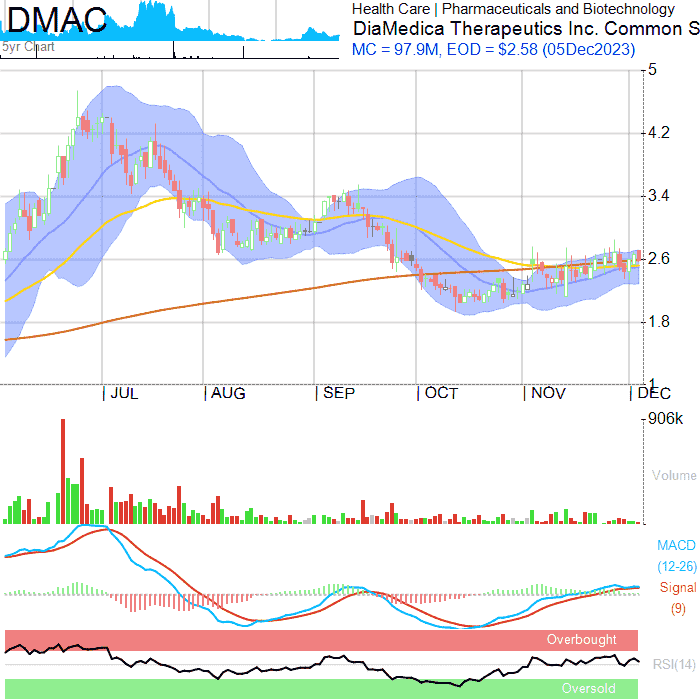 DMAC
5yr Chart
Health Care | Pharmaceuticals and Biotechnology
DiaMedica Therapeutics Inc. Common S
MC = 97.9M, EOD = $2.58 (05Dec2023)
5
4.2
3.4
2.6
1.8
1
JUL
AUG
SEP
OCT
NOV
DEC
906k
Volume
MACD
(12-26)
Signal
(9)
Overbought
RSI(14)
Oversold